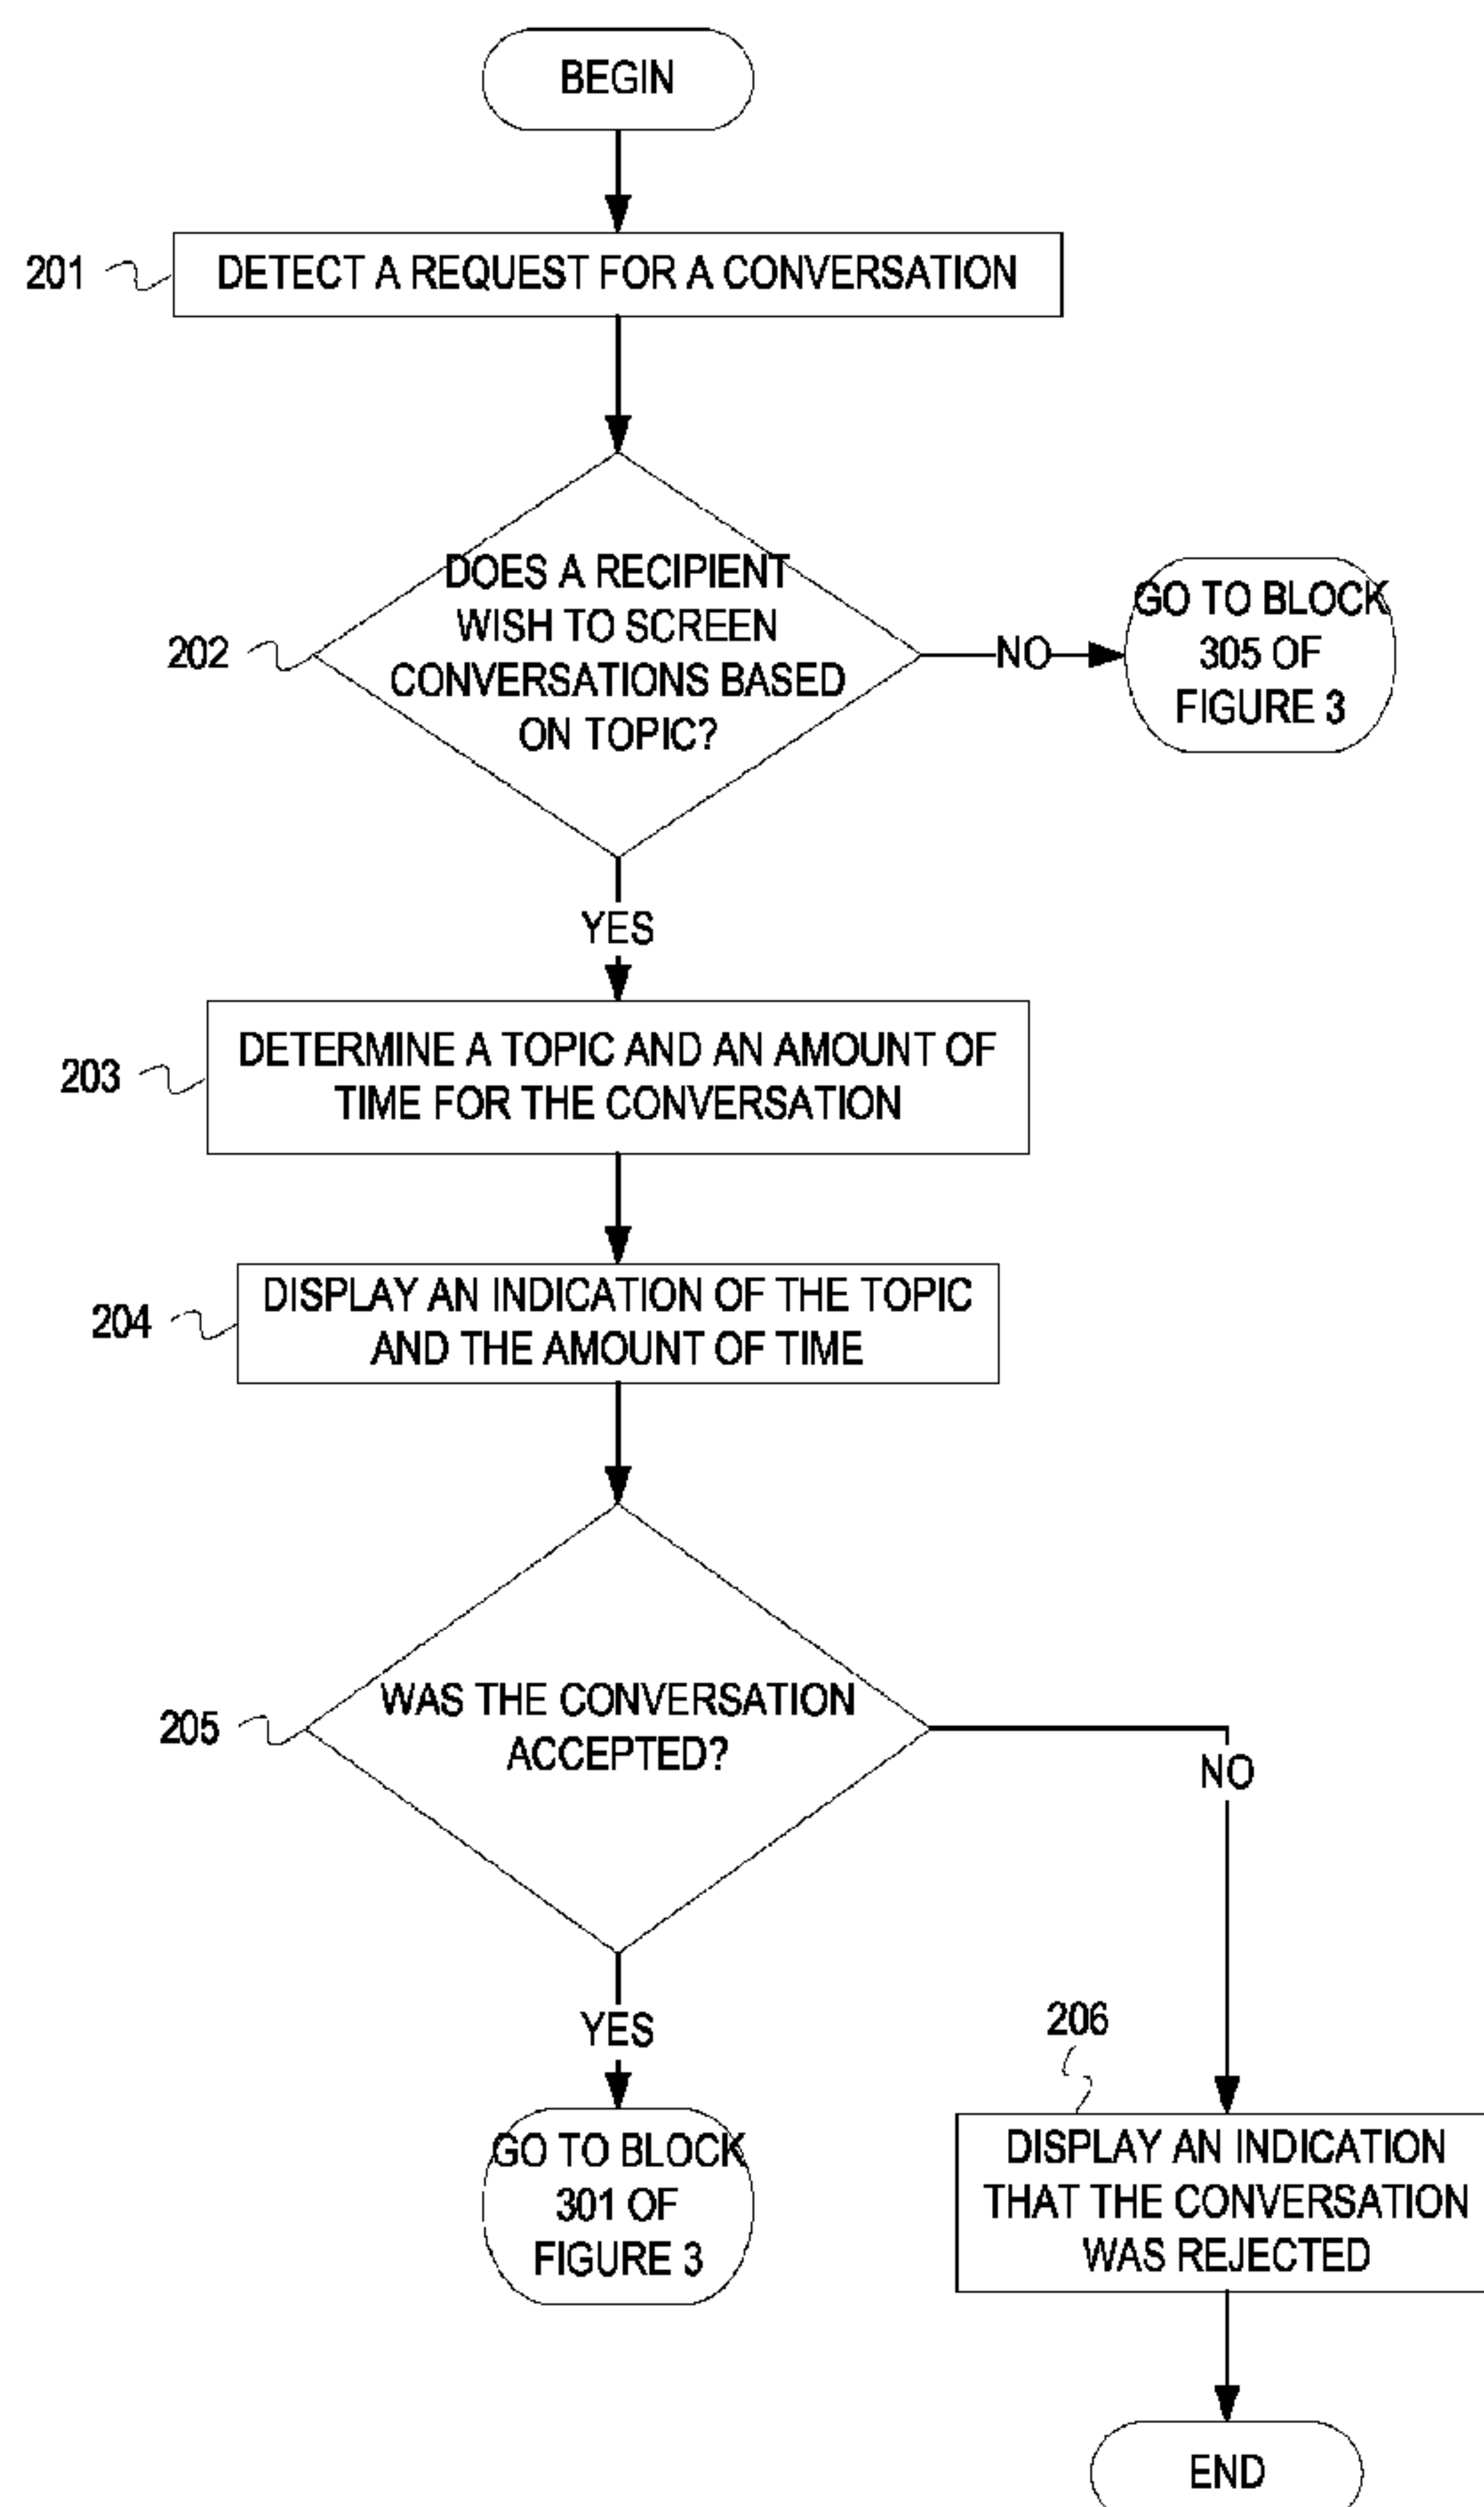 BEGIN
201
DETECT A REQUEST FOR A CONVERSATION
202
DOES A RECIPIENT
WISH TO SCREEN
CONVERSATIONS BASED
ON TOPIC?
NO
GO TO BLOCK
305 OF
FIGURE 3
YES
203
DETERMINE A TOPIC AND AN AMOUNT OF
TIME FOR THE CONVERSATION
204
DISPLAY AN INDICATION OF THE TOPIC
AND THE AMOUNT OF TIME
205
WAS THE CONVERSATION
ACCEPTED?
NO
YES
GO TO BLOCK
301 OF
FIGURE 3
206
DISPLAY AN INDICATION
THAT THE CONVERSATION
WAS REJECTED
END